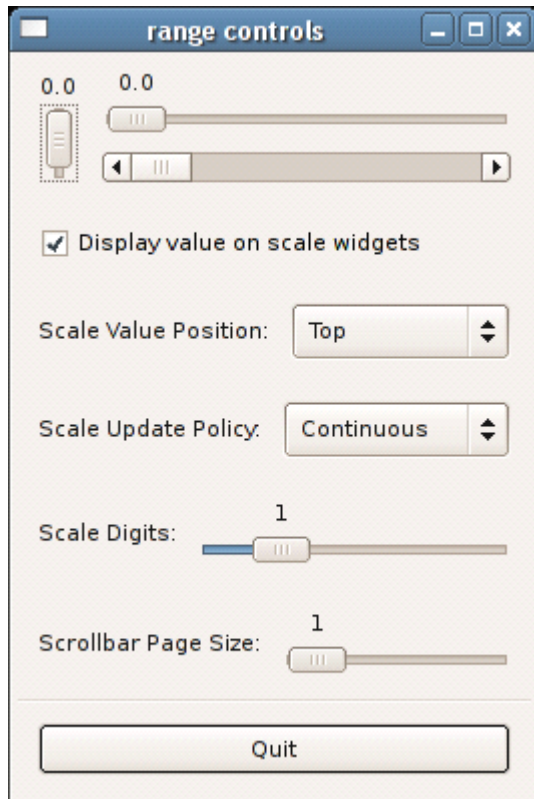 range controls
0.0
0.0
Display value on scale widgets
Scale Value Position: Top
Scale Update Policy: Continuous
1
Scale Digits:
1
Scrollbar Page Size:
Quit